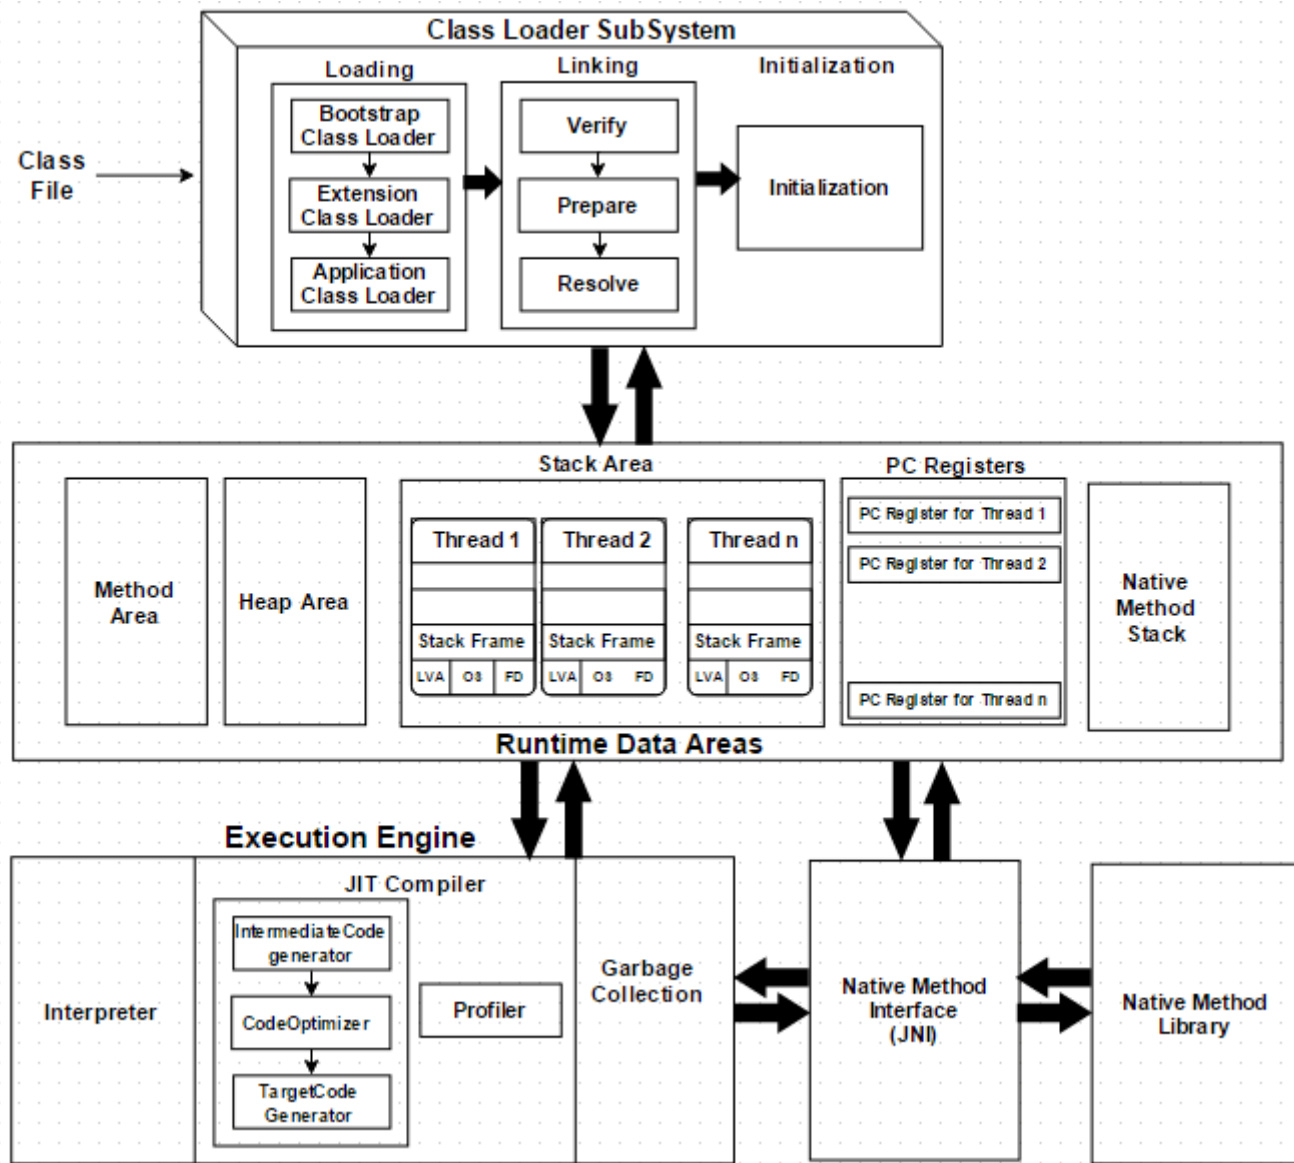 Class Loader SubSystem
Loading
Linking
Initialization
Bootstrap
Class Loader
Extension
Class Loader
Application
Class Loader
Verify
Prepare
Resolve
Initialization
Class
File
Stack Area
PC Registers
Method
Area
Heap Area
Thread 1
Stack Frame
LVA OS FD
Thread 2
Stack Frame
LVA OS FD
Thread n
Stack Frame
LVA OS FD
PC Register for Thread 1
PC Register for Thread 2
PC Register for Thread n
Native
Method
Stack
Runtime Data Areas
Execution Engine
Interpreter
JIT Compiler
IntermediateCode
generator
CodeOptimizer
TargetCode
Generator
Profiler
Garbage
Collection
Native Method
Interface
(JNI)
Native Method
Library